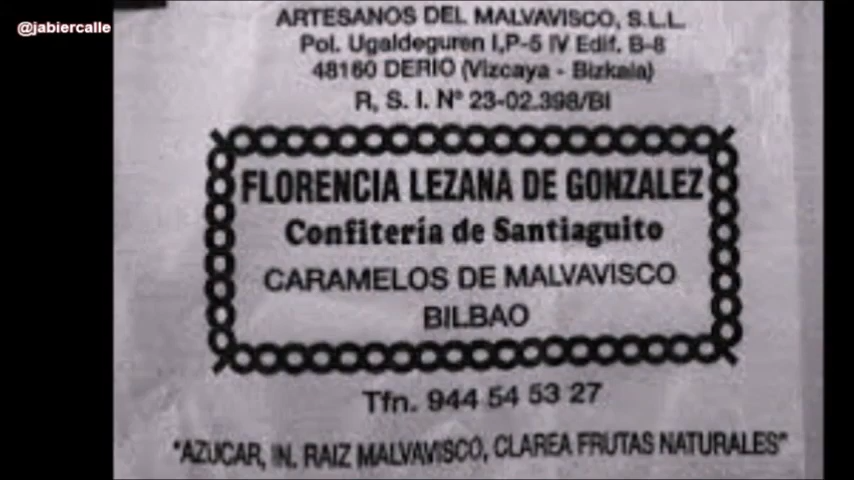 @jabiercalle
ARTESANOS DEL MALVAVISCO, S.L.L.
Pol. Ugaldeguren I,P-5 IV Edif. B-8
48160 DERIO (Vizcaya - Bizkaia)
R, S. I. Nº 23-02.398/BI
FLORENCIA LEZANA DE GONZALEZ
Confitería de Santiaguito
CARAMELOS DE MALVAVISCO
BILBAO
Tfn. 944 54 53 27
"AZUCAR, IN. RAIZ MALVAVISCO, CLAREA FRUTAS NATURALES"